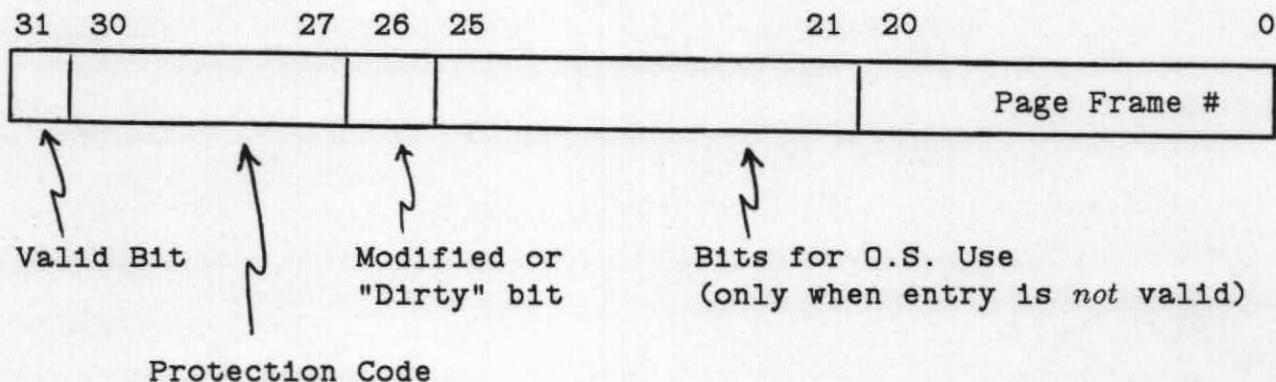 31 30 27 26 25 21 20 0
Page Frame #
Valid Bit
Modified or
"Dirty" bit
Bits for O.S. Use
(only when entry is not valid)
Protection Code